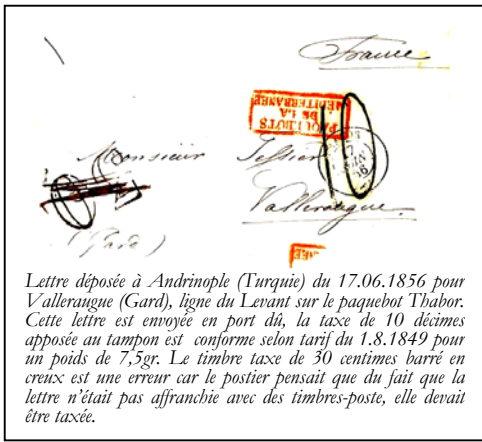 France
PAQUEBOTS
DE LA
MÉDITERRANÉE
Monsieur Teissier
Valleraugue
(Gard)
NÉE
Lettre déposée à Andrinople (Turquie) du 17.06.1856 pour
Valleraugue (Gard), ligne du Levant sur le paquebot Thabor.
Cette lettre est envoyée en port dû, la taxe de 10 décimes
apposée au tampon est conforme selon tarif du 1.8.1849 pour
un poids de 7,5gr. Le timbre taxe de 30 centimes barré en
creux est une erreur car le postier pensait que du fait que la
lettre n'était pas affranchie avec des timbres-poste, elle devait
être taxée.